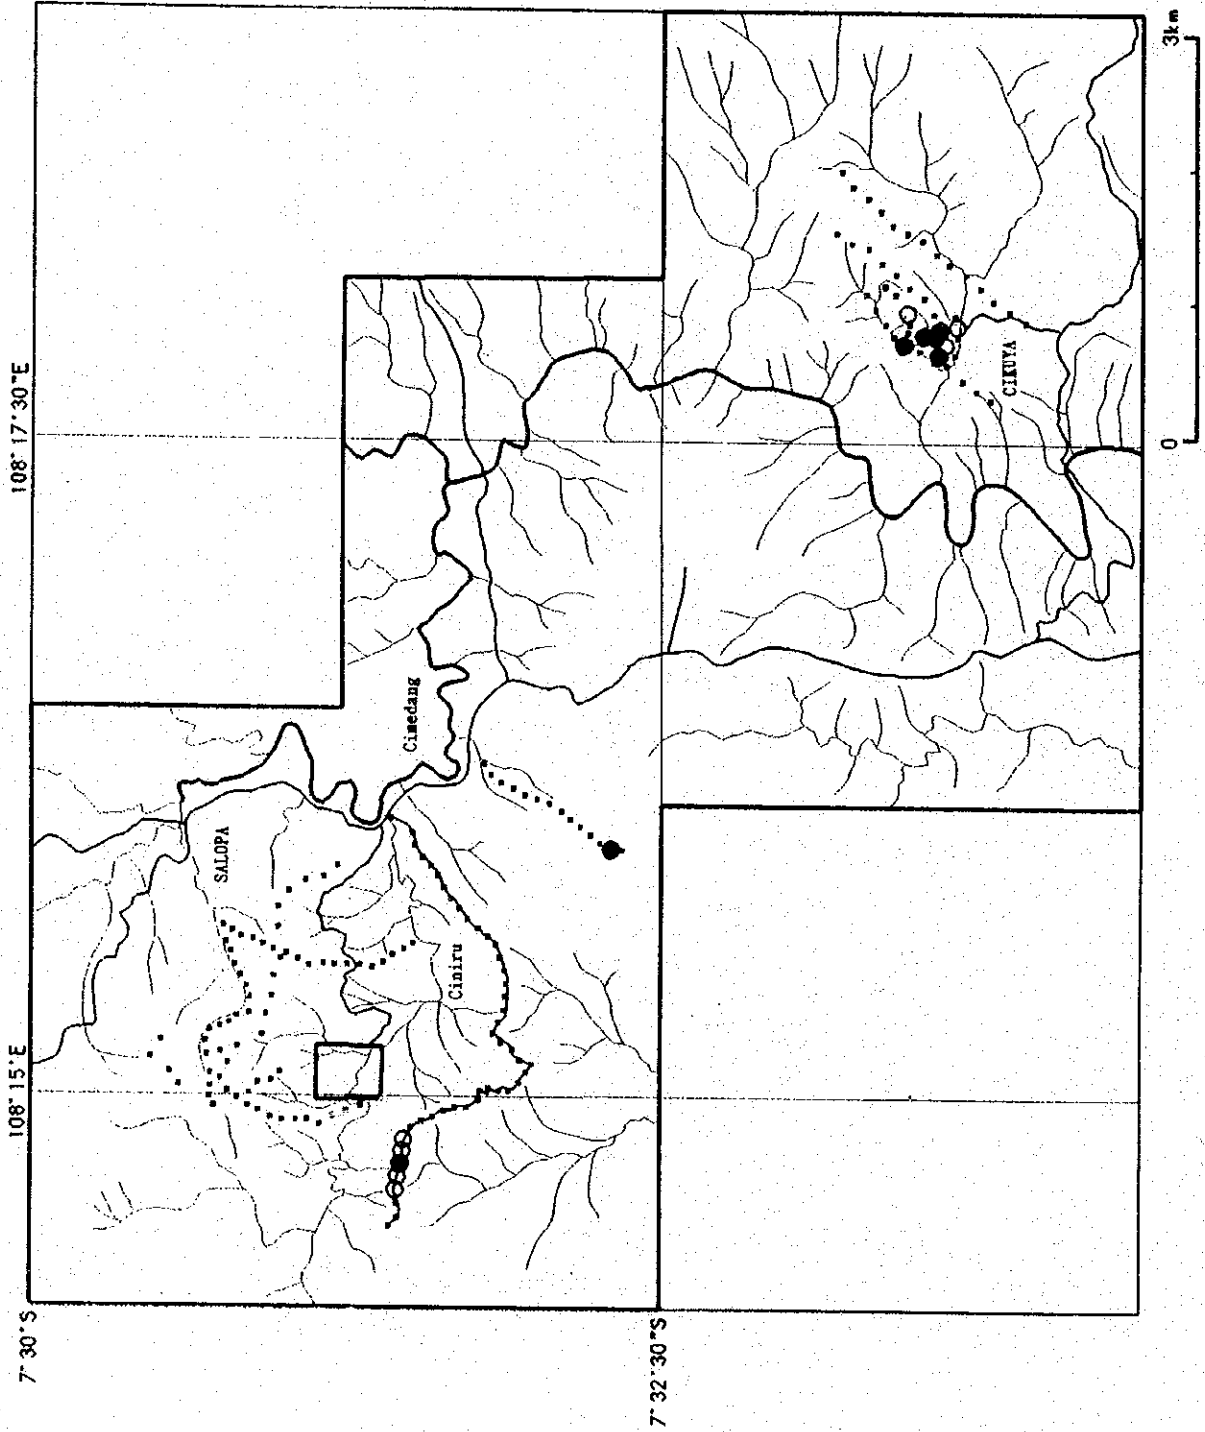 108° 15' E
108° 17' 30" E
7° 30' S
7° 32' 30" S
SALOPA
Cimedang
Ciniru
CIKUYA
0
3km